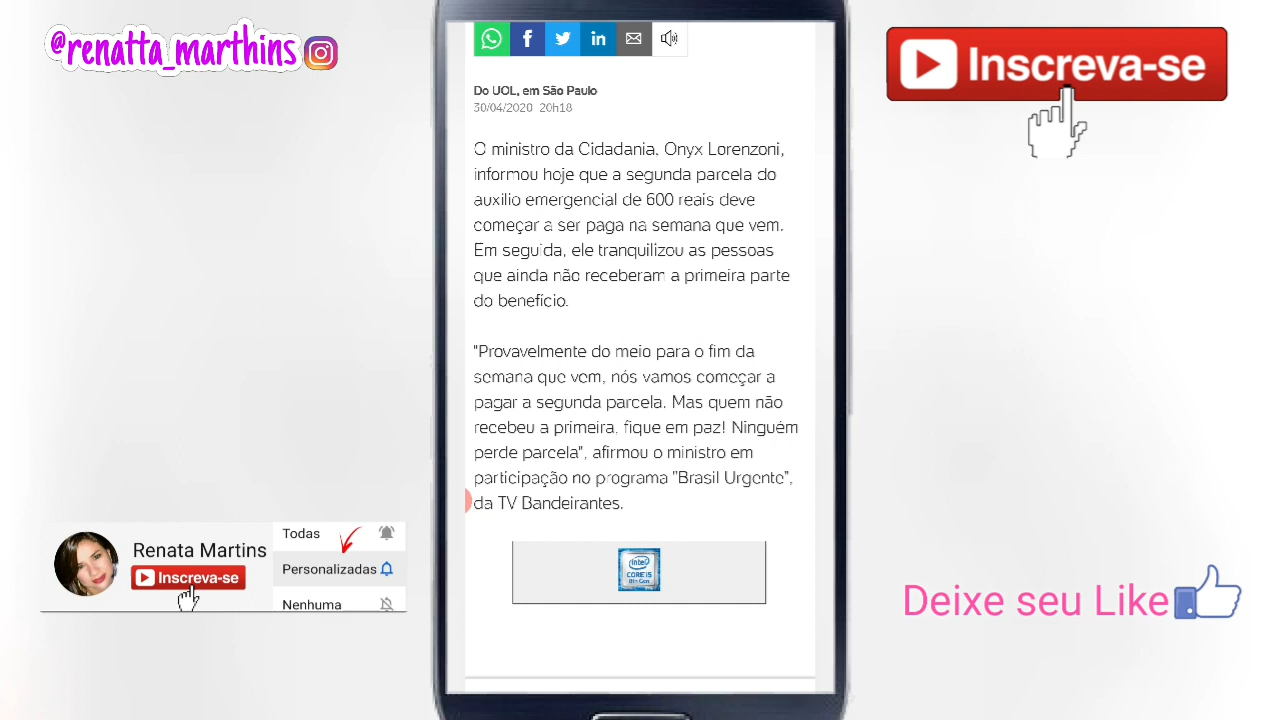 @renatta_marthins
Inscreva-se
Do UOL, em São Paulo
30/04/2020 20h18
O ministro da Cidadania, Onyx Lorenzoni,
informou hoje que a segunda parcela do
auxílio emergencial de 600 reais deve
começar a ser paga na semana que vem.
Em seguida, ele tranquilizou as pessoas
que ainda não receberam a primeira parte
do benefício.
"Provavelmente do meio para o fim da
semana que vem, nós vamos começar a
pagar a segunda parcela. Mas quem não
recebeu a primeira, fique em paz! Ninguém
perde parcela", afirmou o ministro em
participação no programa "Brasil Urgente",
da TV Bandeirantes.
intel
CORE i5
8th Gen
Renata Martins
Inscreva-se
Todas
Personalizadas
Nenhuma
Deixe seu Like